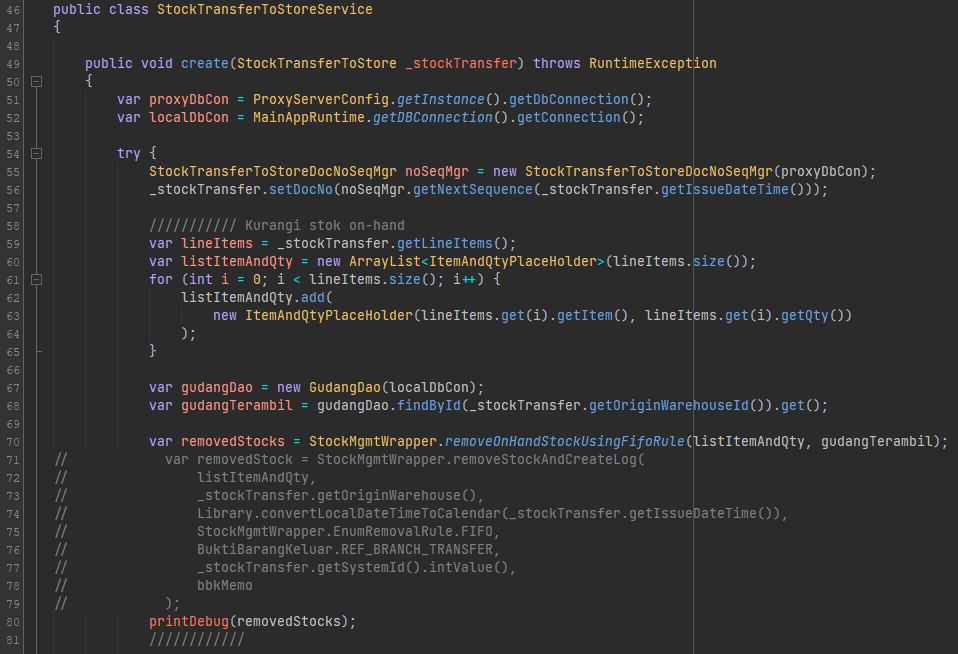 46 public class StockTransferToStoreService
47 {
48
49     public void create(StockTransferToStore _stockTransfer) throws RuntimeException
50     {
51         var proxyDbCon = ProxyServerConfig.getInstance().getDbConnection();
52         var localDbCon = MainAppRuntime.getDBConnection().getConnection();
53
54         try {
55             StockTransferToStoreDocNoSeqMgr noSeqMgr = new StockTransferToStoreDocNoSeqMgr(proxyDbCon);
56             _stockTransfer.setDocNo(noSeqMgr.getNextSequence(_stockTransfer.getIssueDateTime()));
57
58             /////////// Kurangi stok on-hand
59             var lineItems = _stockTransfer.getLineItems();
60             var listItemAndQty = new ArrayList<ItemAndQtyPlaceHolder>(lineItems.size());
61             for (int i = 0; i < lineItems.size(); i++) {
62                 listItemAndQty.add(
63                     new ItemAndQtyPlaceHolder(lineItems.get(i).getItem(), lineItems.get(i).getQty())
64                 );
65             }
66
67             var gudangDao = new GudangDao(localDbCon);
68             var gudangTerambil = gudangDao.findById(_stockTransfer.getOriginWarehouseId()).get();
69
70             var removedStocks = StockMgmtWrapper.removeOnHandStockUsingFifoRule(listItemAndQty, gudangTerambil);
71 //            var removedStock = StockMgmtWrapper.removeStockAndCreateLog(
72 //                listItemAndQty,
73 //                _stockTransfer.getOriginWarehouse(),
74 //                Library.convertLocalDateTimeToCalendar(_stockTransfer.getIssueDateTime()),
75 //                StockMgmtWrapper.EnumRemovalRule.FIFO,
76 //                BuktiBarangKeluar.REF_BRANCH_TRANSFER,
77 //                _stockTransfer.getSystemId().intValue(),
78 //                bbkMemo
79 //            );
80             printDebug(removedStocks);
81             ////////////